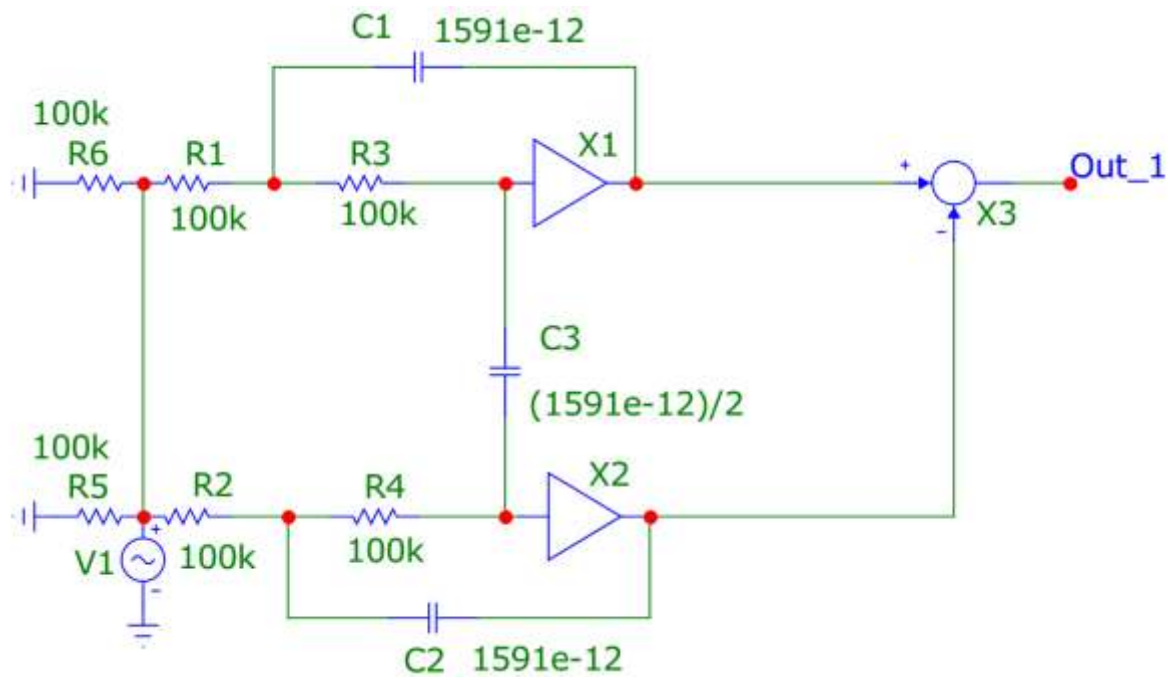 C1 1591e-12
100k
R6 R1 R3 X1
100k 100k
+
Out_1
X3
-
C3
(1591e-12)/2
100k
R5 R2 R4 X2
+
V1 100k 100k
-
C2 1591e-12